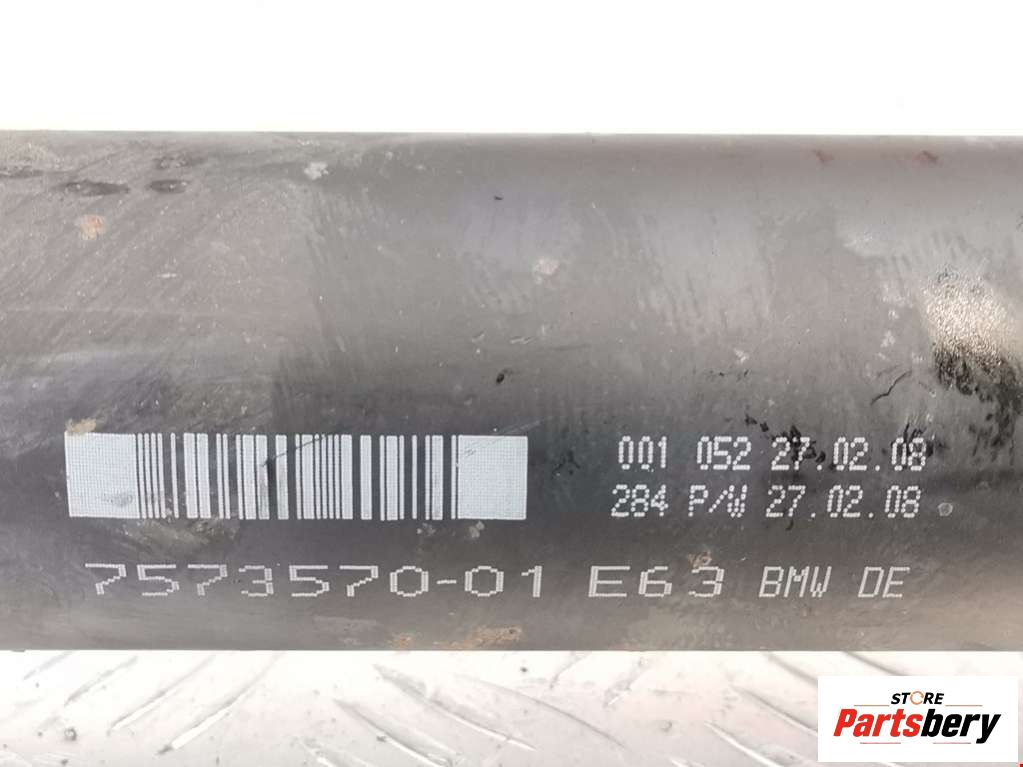 001 052 27.02.08
284 P/W 27.02.08
7573570-01 E63 BMW DE
STORE
Partsbery